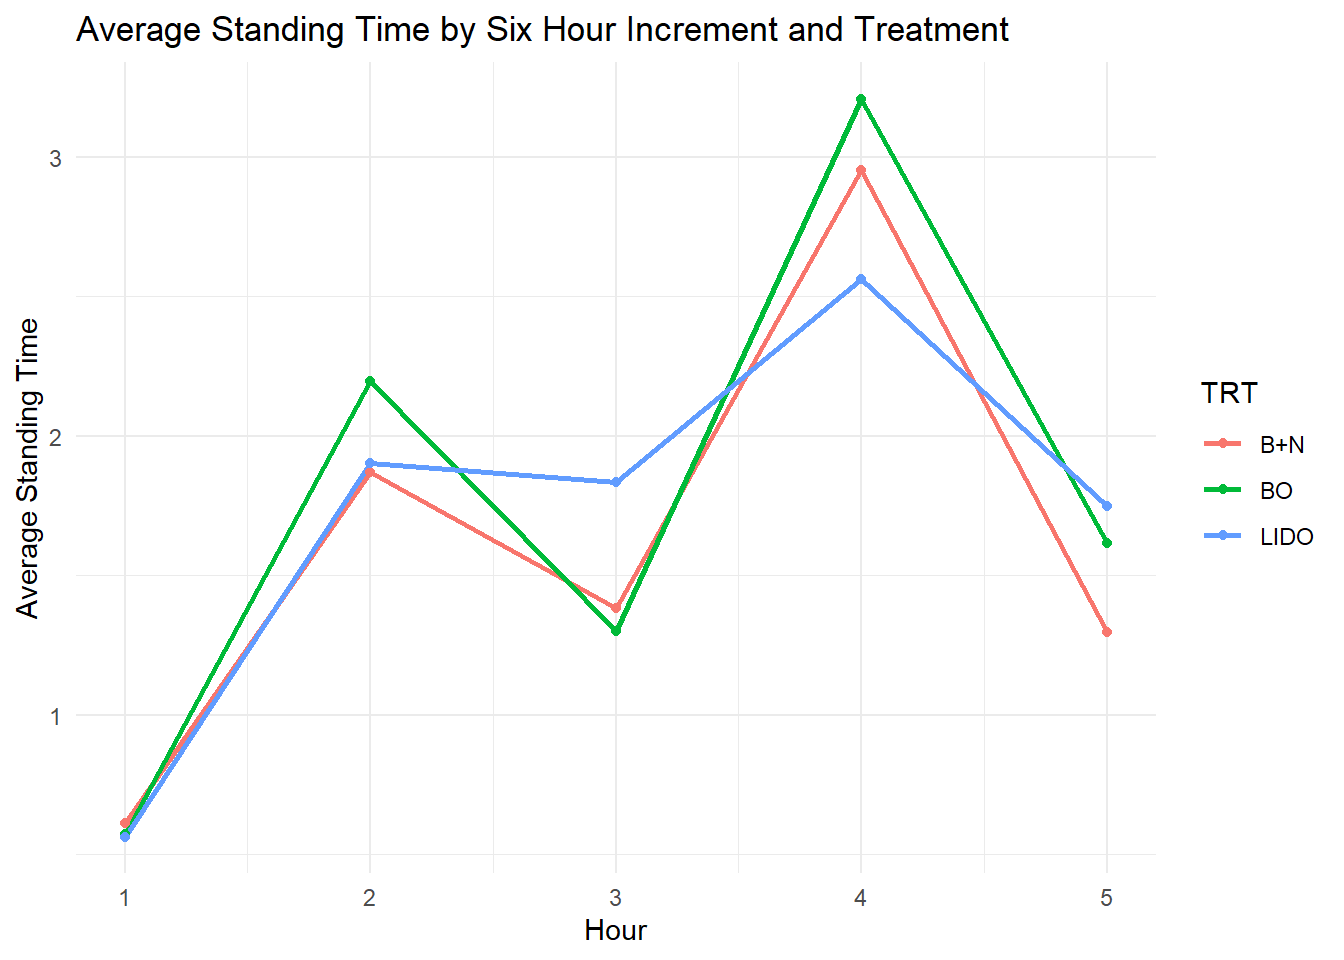 Average Standing Time by Six Hour Increment and Treatment
Average Standing Time
3
2
1
1 2 3 4 5
Hour
TRT
B+N
BO
LIDO